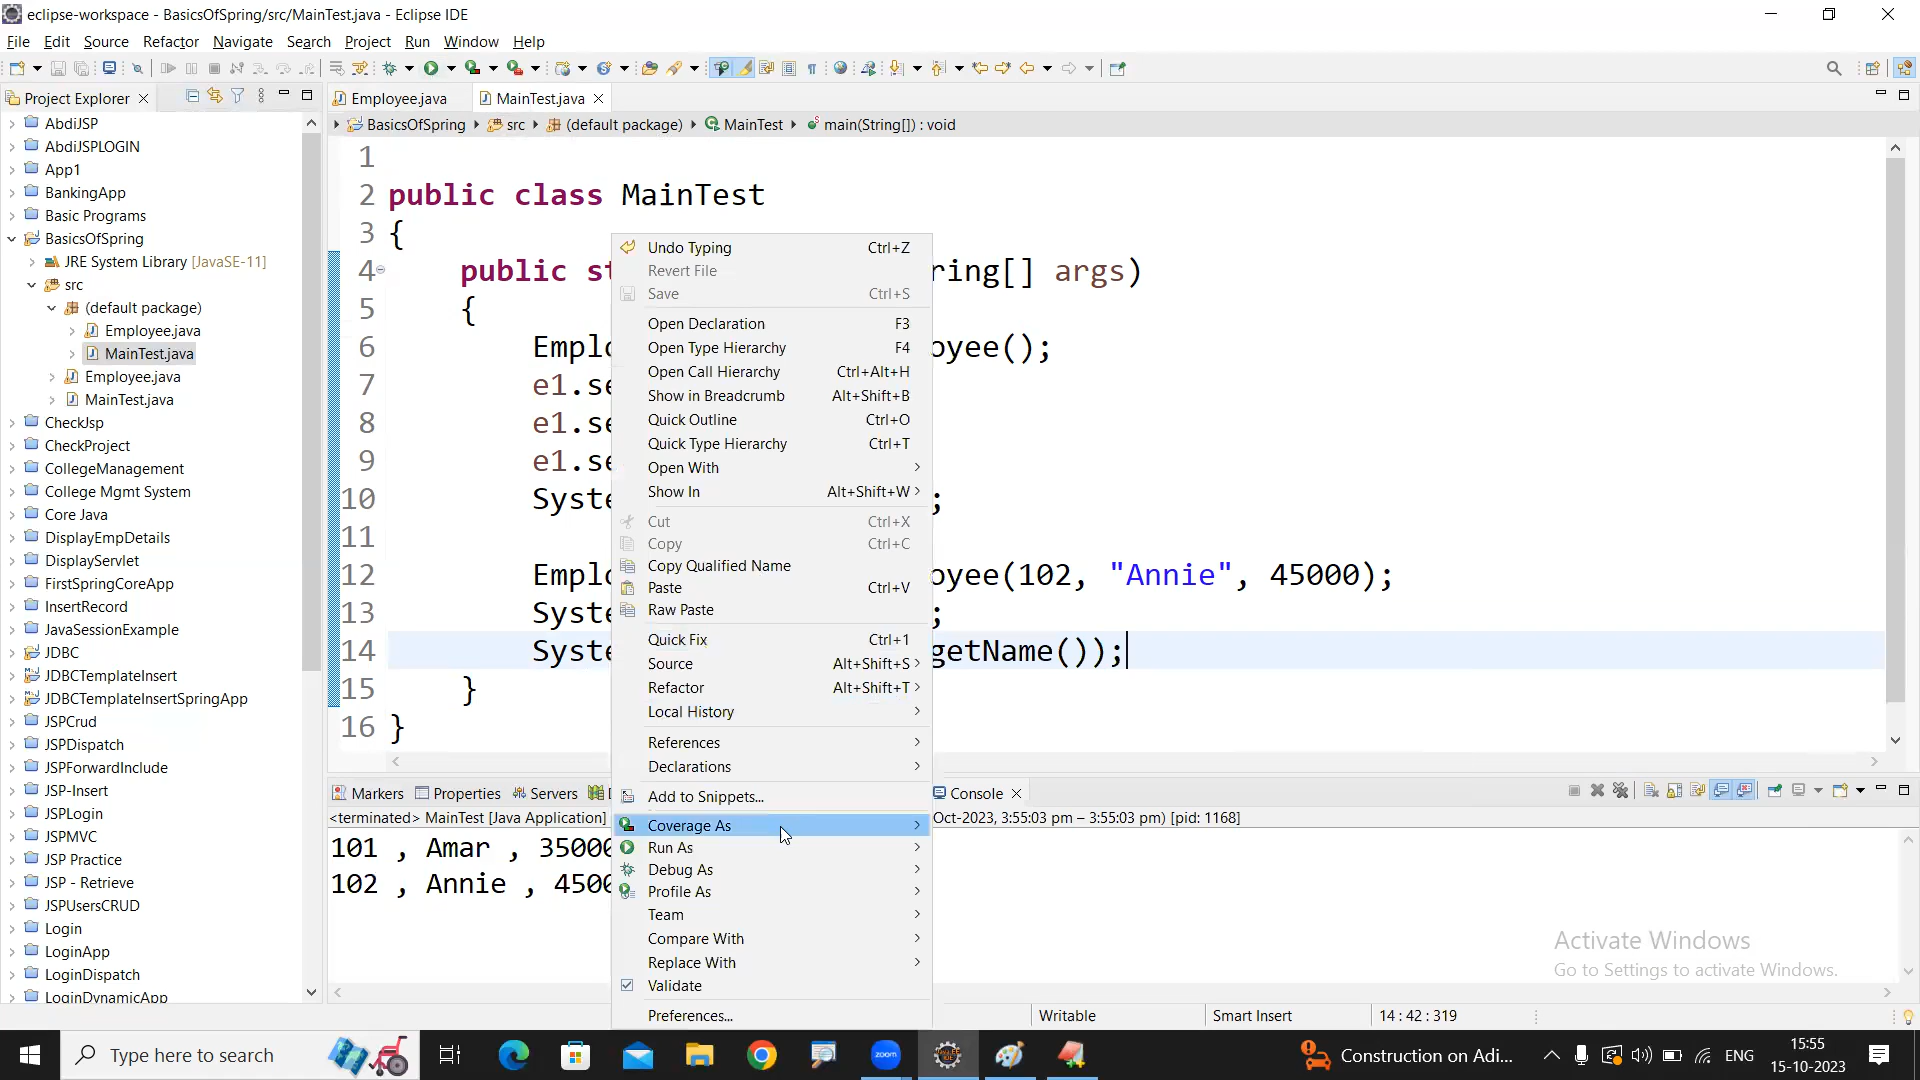 eclipse-workspace - BasicsOfSpring/src/MainTest.java - Eclipse IDE
File Edit Source Refactor Navigate Search Project Run Window Help
Project Explorer
AbdiJSP
AbdiJSPLOGIN
App1
BankingApp
Basic Programs
BasicsOfSpring
JRE System Library [JavaSE-11]
src
(default package)
Employee.java
MainTest.java
Employee.java
MainTest.java
CheckJsp
CheckProject
CollegeManagement
College Mgmt System
Core Java
DisplayEmpDetails
DisplayServlet
FirstSpringCoreApp
InsertRecord
JavaSessionExample
JDBC
JDBCTemplateInsert
JDBCTemplateInsertSpringApp
JSPCrud
JSPDispatch
JSPForwardInclude
JSP-Insert
JSPLogin
JSPMVC
JSP Practice
JSP - Retrieve
JSPUsersCRUD
Login
LoginApp
LoginDispatch
LoginDynamicApp
Employee.java MainTest.java
BasicsOfSpring src (default package) MainTest main(String[]) : void
1
2 public class MainTest
3 {
4 public st ring[] args)
5 {
6 Emplo oyee();
7 e1.se
8 e1.se
9 e1.se
10 Syste ;
11
12 Emplo oyee(102, "Annie", 45000);
13 Syste ;
14 Syste getName());
15 }
16 }
Undo Typing Ctrl+Z
Revert File
Save Ctrl+S
Open Declaration F3
Open Type Hierarchy F4
Open Call Hierarchy Ctrl+Alt+H
Show in Breadcrumb Alt+Shift+B
Quick Outline Ctrl+O
Quick Type Hierarchy Ctrl+T
Open With
Show In Alt+Shift+W
Cut Ctrl+X
Copy Ctrl+C
Copy Qualified Name
Paste Ctrl+V
Raw Paste
Quick Fix Ctrl+1
Source Alt+Shift+S
Refactor Alt+Shift+T
Local History
References
Declarations
Add to Snippets...
Coverage As
Run As
Debug As
Profile As
Team
Compare With
Replace With
Validate
Preferences...
Markers Properties Servers Console
<terminated> MainTest [Java Application] Oct-2023, 3:55:03 pm – 3:55:03 pm) [pid: 1168]
101 , Amar , 35000
102 , Annie , 4500
Activate Windows
Go to Settings to activate Windows.
Writable Smart Insert 14 : 42 : 319
Type here to search
zoom
Construction on Adi...
ENG
15:55
15-10-2023